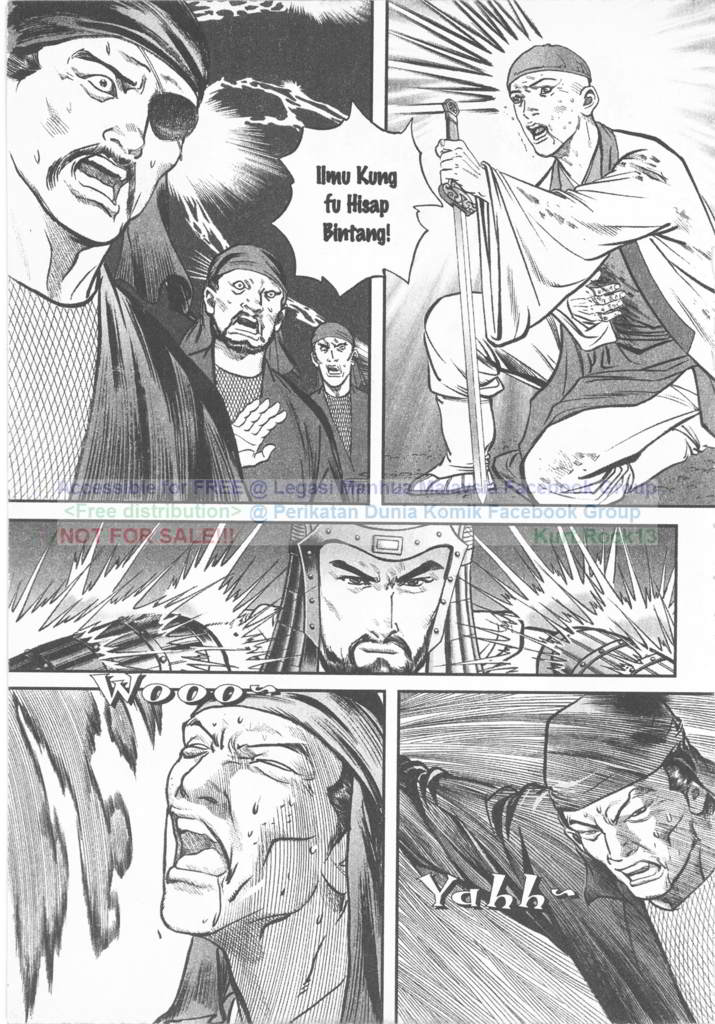 Ilmu Kung
fu Hisap
Bintang!
Accessible for FREE @ Legasi Manhua Malaysia Facebook Group
<Free distribution> @ Perikatan Dunia Komik Facebook Group
NOT FOR SALE!!! Kuri Rock13
Wooo~
Yahh~